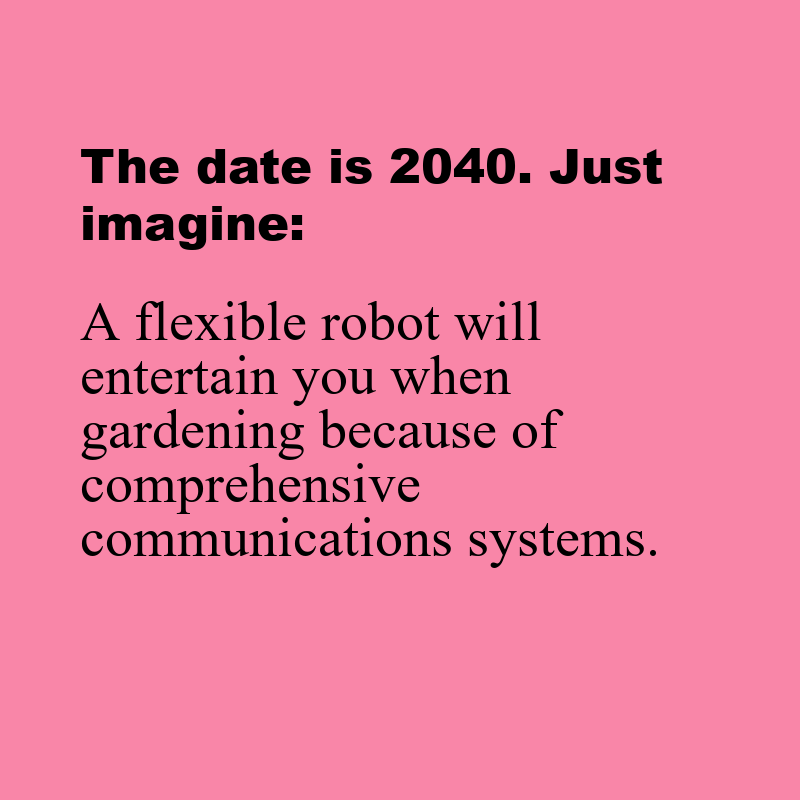 The date is 2040. Just
imagine:
A flexible robot will
entertain you when
gardening because of
comprehensive
communications systems.